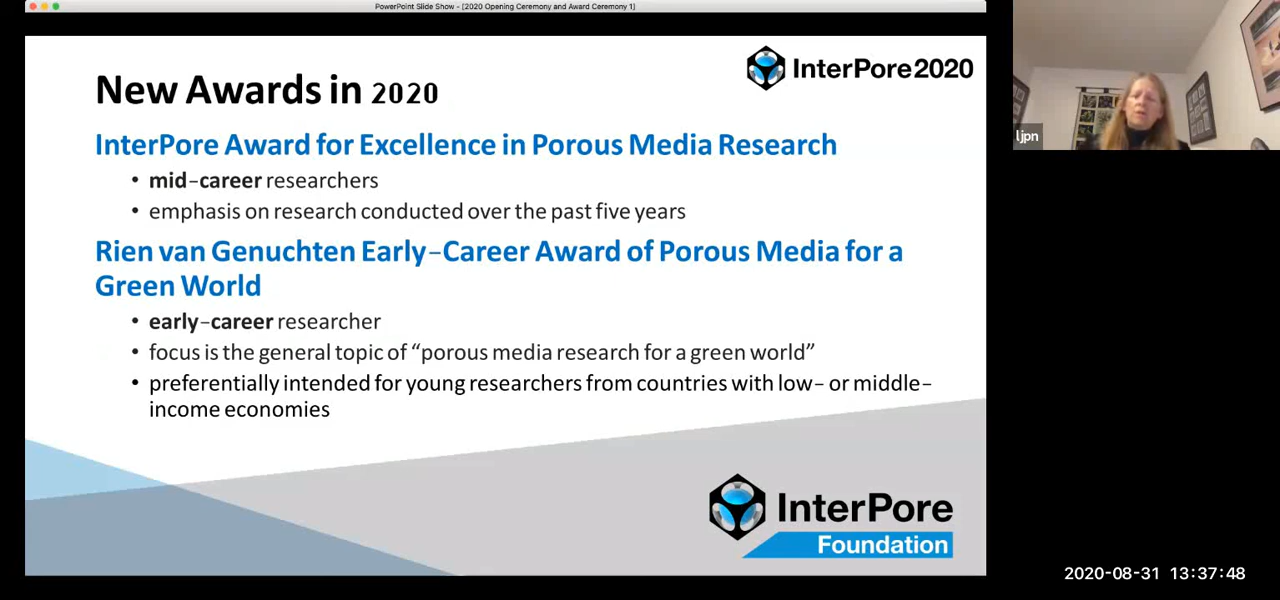 PowerPoint Slide Show - [2020 Opening Ceremony and Award Ceremony 1]
InterPore2020
New Awards in 2020
InterPore Award for Excellence in Porous Media Research
• mid-career researchers
• emphasis on research conducted over the past five years
Rien van Genuchten Early-Career Award of Porous Media for a
Green World
• early-career researcher
• focus is the general topic of “porous media research for a green world”
• preferentially intended for young researchers from countries with low- or middle-
income economies
InterPore
Foundation
ljpn
2020-08-31 13:37:48